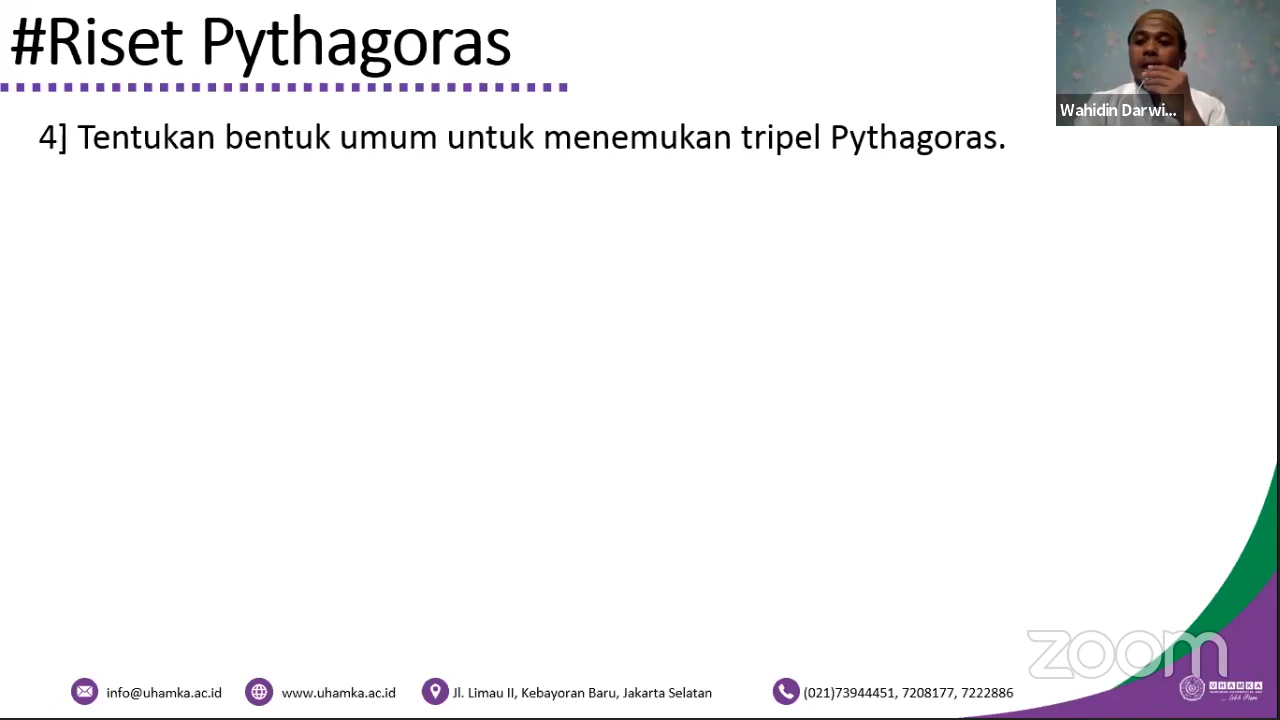 #Riset Pythagoras
Wahidin Darwi...
4] Tentukan bentuk umum untuk menemukan tripel Pythagoras.
zoom
info@uhamka.ac.id
www.uhamka.ac.id
Jl. Limau II, Kebayoran Baru, Jakarta Selatan
(021)73944451, 7208177, 7222886
UHAMKA